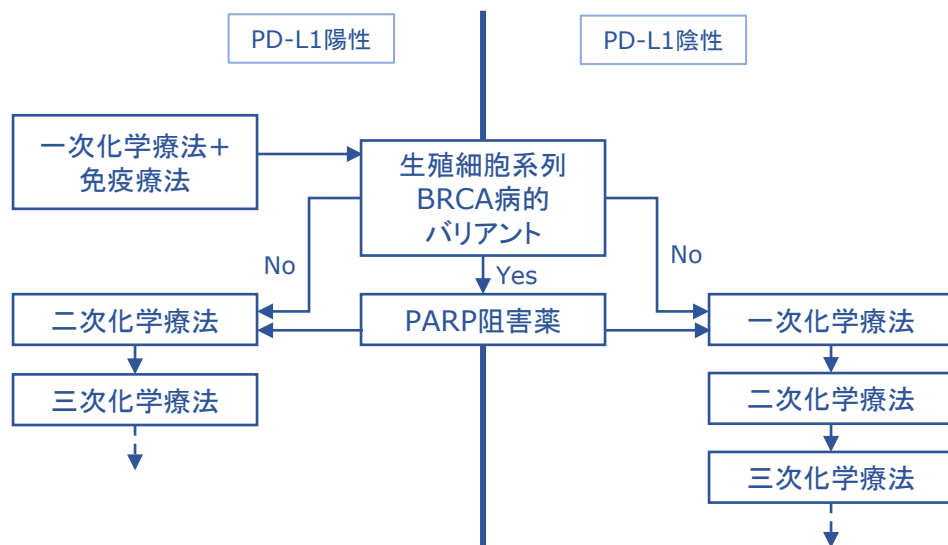 PD-L1陽性
PD-L1陰性
一次化学療法+
免疫療法
生殖細胞系列
BRCA病的
バリアント
No
Yes
No
二次化学療法
PARP阻害薬
一次化学療法
三次化学療法
二次化学療法
三次化学療法